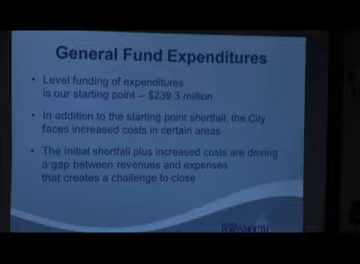 General Fund Expenditures
• Level funding of expenditures
is our starting point – $239.3 million
• In addition to the starting point shortfall, the City
faces increased costs in certain areas
• The initial shortfall plus increased costs are driving
a gap between revenues and expenses
that creates a challenge to close
PORTSMOUTH